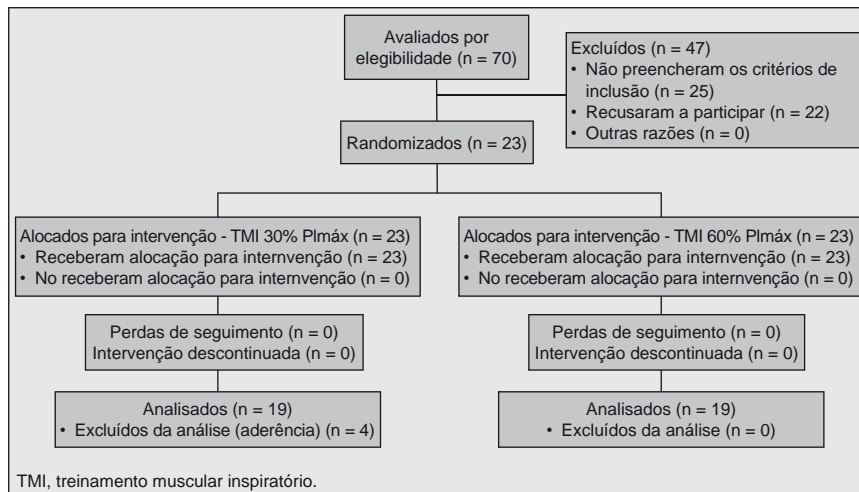 Avaliados por
elegibilidade (n = 70)
Excluídos (n = 47)
• Não preencheram os critérios de
inclusão (n = 25)
• Recusaram a participar (n = 22)
• Outras razões (n = 0)
Randomizados (n = 23)
Alocados para intervenção - TMI 30% PImáx (n = 23)
• Receberam alocação para internvenção (n = 23)
• No receberam alocação para internvenção (n = 0)
Alocados para intervenção - TMI 60% PImáx (n = 23)
• Receberam alocação para internvenção (n = 23)
• No receberam alocação para internvenção (n = 0)
Perdas de seguimento (n = 0)
Intervenção descontinuada (n = 0)
Perdas de seguimento (n = 0)
Intervenção descontinuada (n = 0)
Analisados (n = 19)
• Excluídos da análise (aderência) (n = 4)
Analisados (n = 19)
• Excluídos da análise (n = 0)
TMI, treinamento muscular inspiratório.